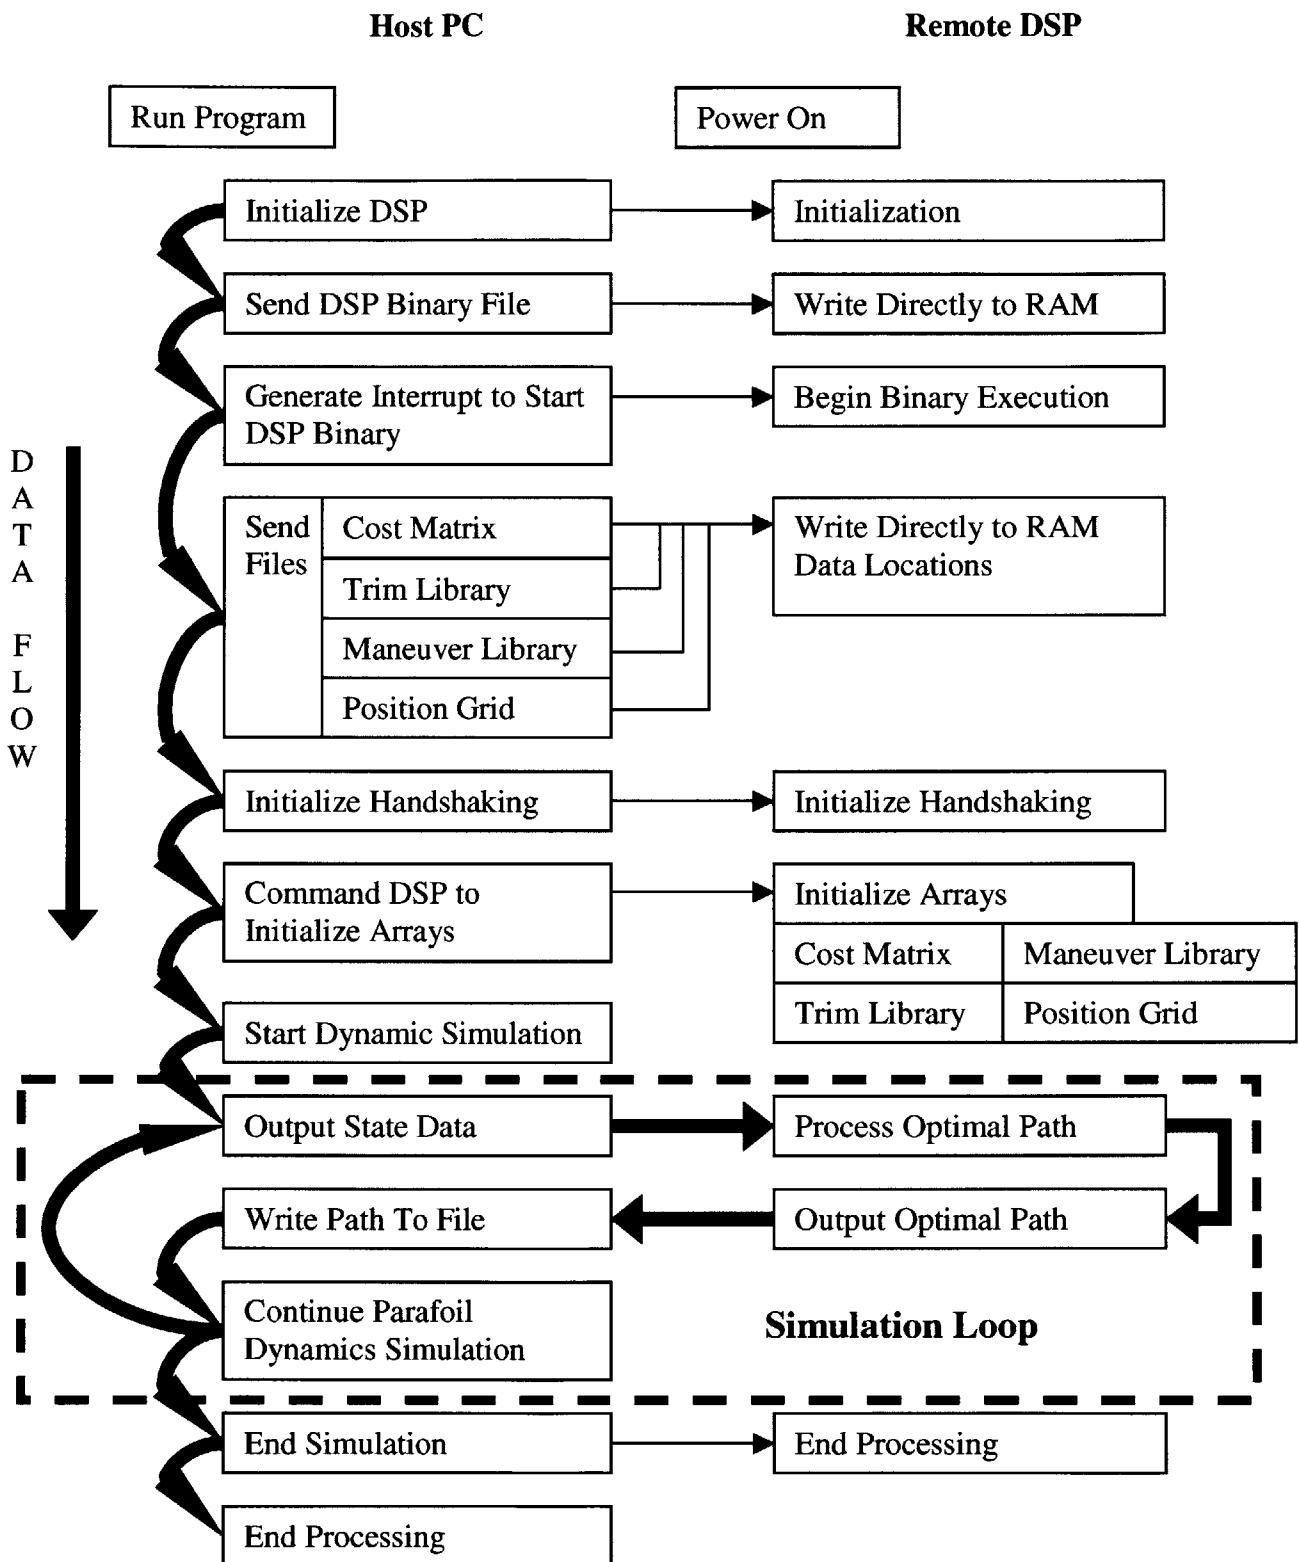 Host PC
Remote DSP
Run Program
Power On
Initialize DSP
Initialization
Send DSP Binary File
Write Directly to RAM
Generate Interrupt to Start
DSP Binary
Begin Binary Execution
DATA FLOW
Send
Files
Cost Matrix
Trim Library
Maneuver Library
Position Grid
Write Directly to RAM
Data Locations
Initialize Handshaking
Initialize Handshaking
Command DSP to
Initialize Arrays
Initialize Arrays
Cost Matrix
Maneuver Library
Trim Library
Position Grid
Start Dynamic Simulation
Output State Data
Process Optimal Path
Write Path To File
Output Optimal Path
Continue Parafoil
Dynamics Simulation
Simulation Loop
End Simulation
End Processing
End Processing